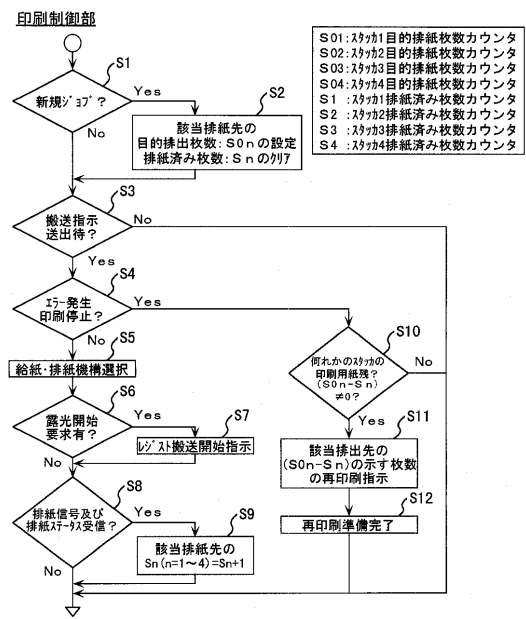 印刷制御部
S01:スタッカ1目的排紙枚数カウンタ
S02:スタッカ2目的排紙枚数カウンタ
S03:スタッカ3目的排紙枚数カウンタ
S04:スタッカ4目的排紙枚数カウンタ
S1 :スタッカ1排紙済み枚数カウンタ
S2 :スタッカ2排紙済み枚数カウンタ
S3 :スタッカ3排紙済み枚数カウンタ
S4 :スタッカ4排紙済み枚数カウンタ
S1
新規ジョブ?
Yes
No
S2
該当排紙先の
目的排出枚数:S0nの設定
排紙済み枚数:Snのクリア
S3
搬送指示
送出待?
No
Yes
S4
エラー発生
印刷停止?
Yes
No
S5
給紙・排紙機構選択
S6
露光開始
要求有?
Yes
No
S7
レジスト搬送開始指示
S8
排紙信号及び
排紙ステータス受信?
Yes
No
S9
該当排紙先の
Sn(n=1～4)=Sn+1
S10
何れかのスタッカの
印刷用紙残?
(S0n-Sn)
≠0?
No
Yes
S11
該当排出先の
(S0n-Sn)の示す枚数
の再印刷指示
S12
再印刷準備完了